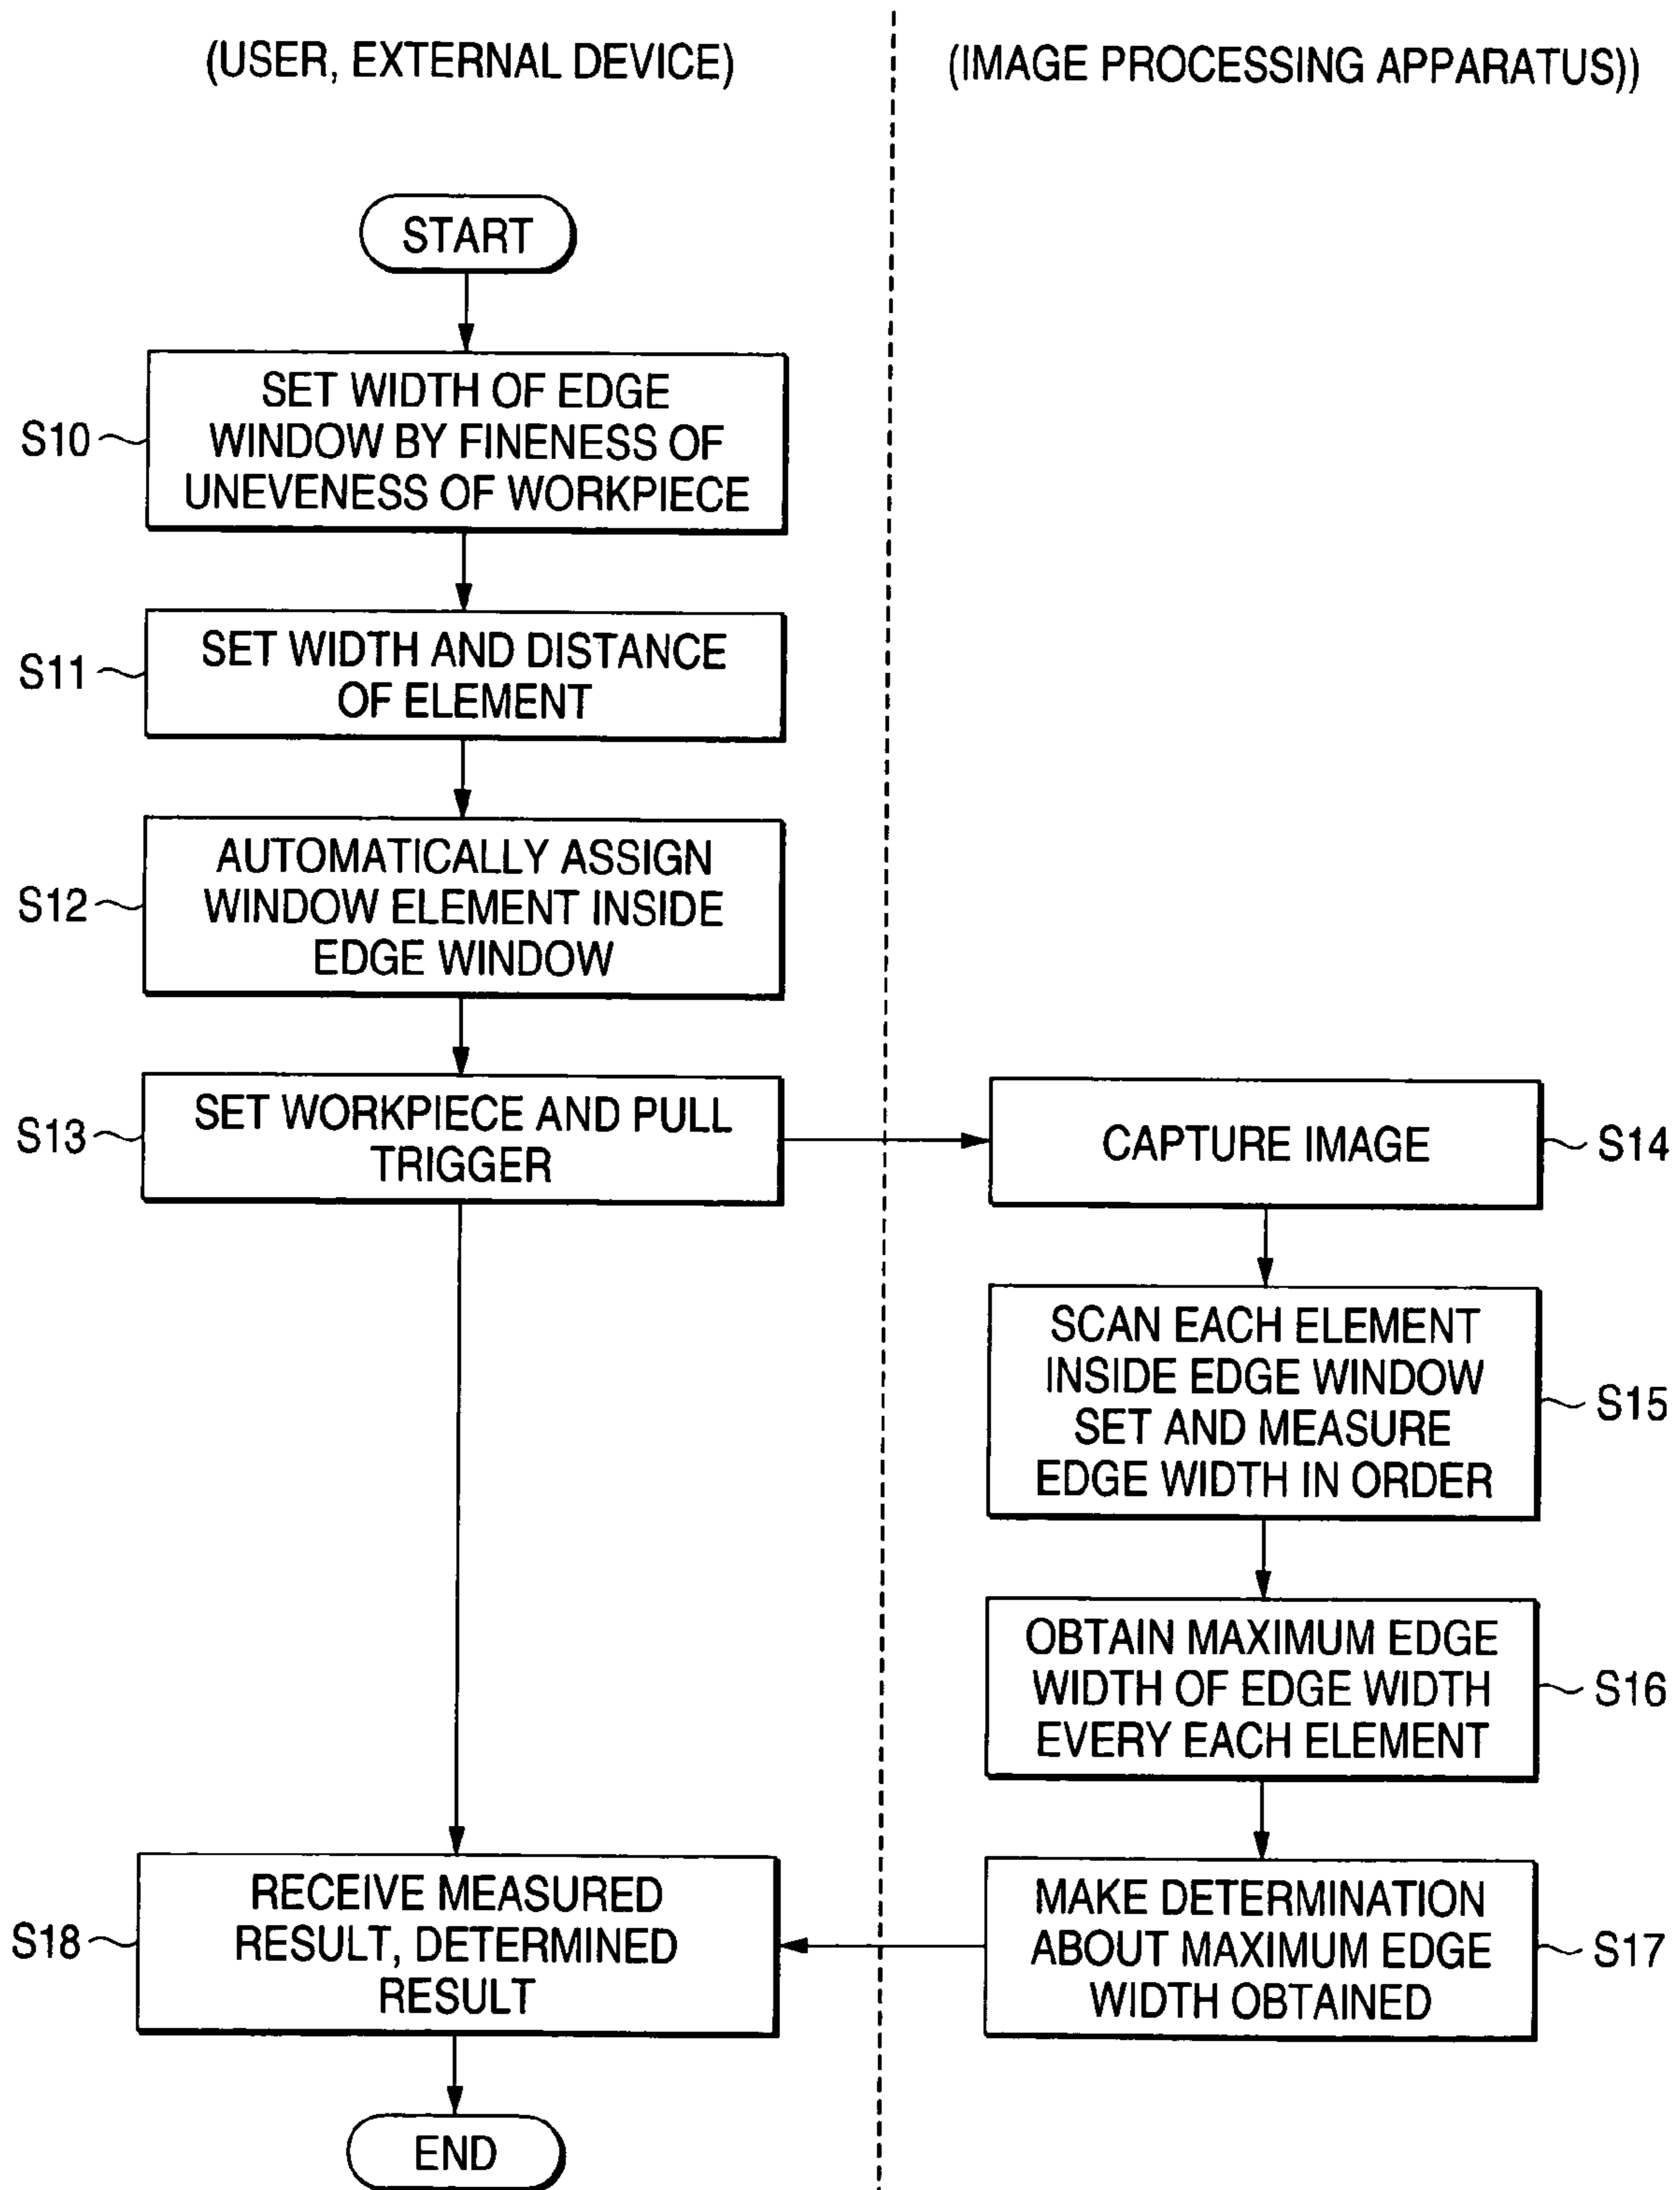 (USER, EXTERNAL DEVICE)
(IMAGE PROCESSING APPARATUS))
START
S10
SET WIDTH OF EDGE
WINDOW BY FINENESS OF
UNEVENESS OF WORKPIECE
S11
SET WIDTH AND DISTANCE
OF ELEMENT
S12
AUTOMATICALLY ASSIGN
WINDOW ELEMENT INSIDE
EDGE WINDOW
S13
SET WORKPIECE AND PULL
TRIGGER
CAPTURE IMAGE
S14
SCAN EACH ELEMENT
INSIDE EDGE WINDOW
SET AND MEASURE
EDGE WIDTH IN ORDER
S15
OBTAIN MAXIMUM EDGE
WIDTH OF EDGE WIDTH
EVERY EACH ELEMENT
S16
MAKE DETERMINATION
ABOUT MAXIMUM EDGE
WIDTH OBTAINED
S17
S18
RECEIVE MEASURED
RESULT, DETERMINED
RESULT
END